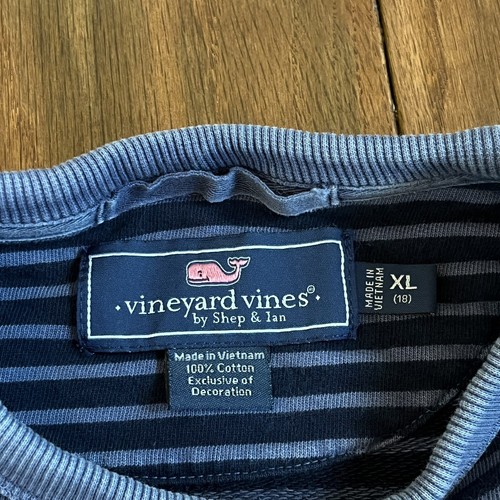 ·vineyard vines®·
by Shep & Ian
Made in Vietnam
100% Cotton
Exclusive of
Decoration
MADE IN
VIETNAM
XL
(18)